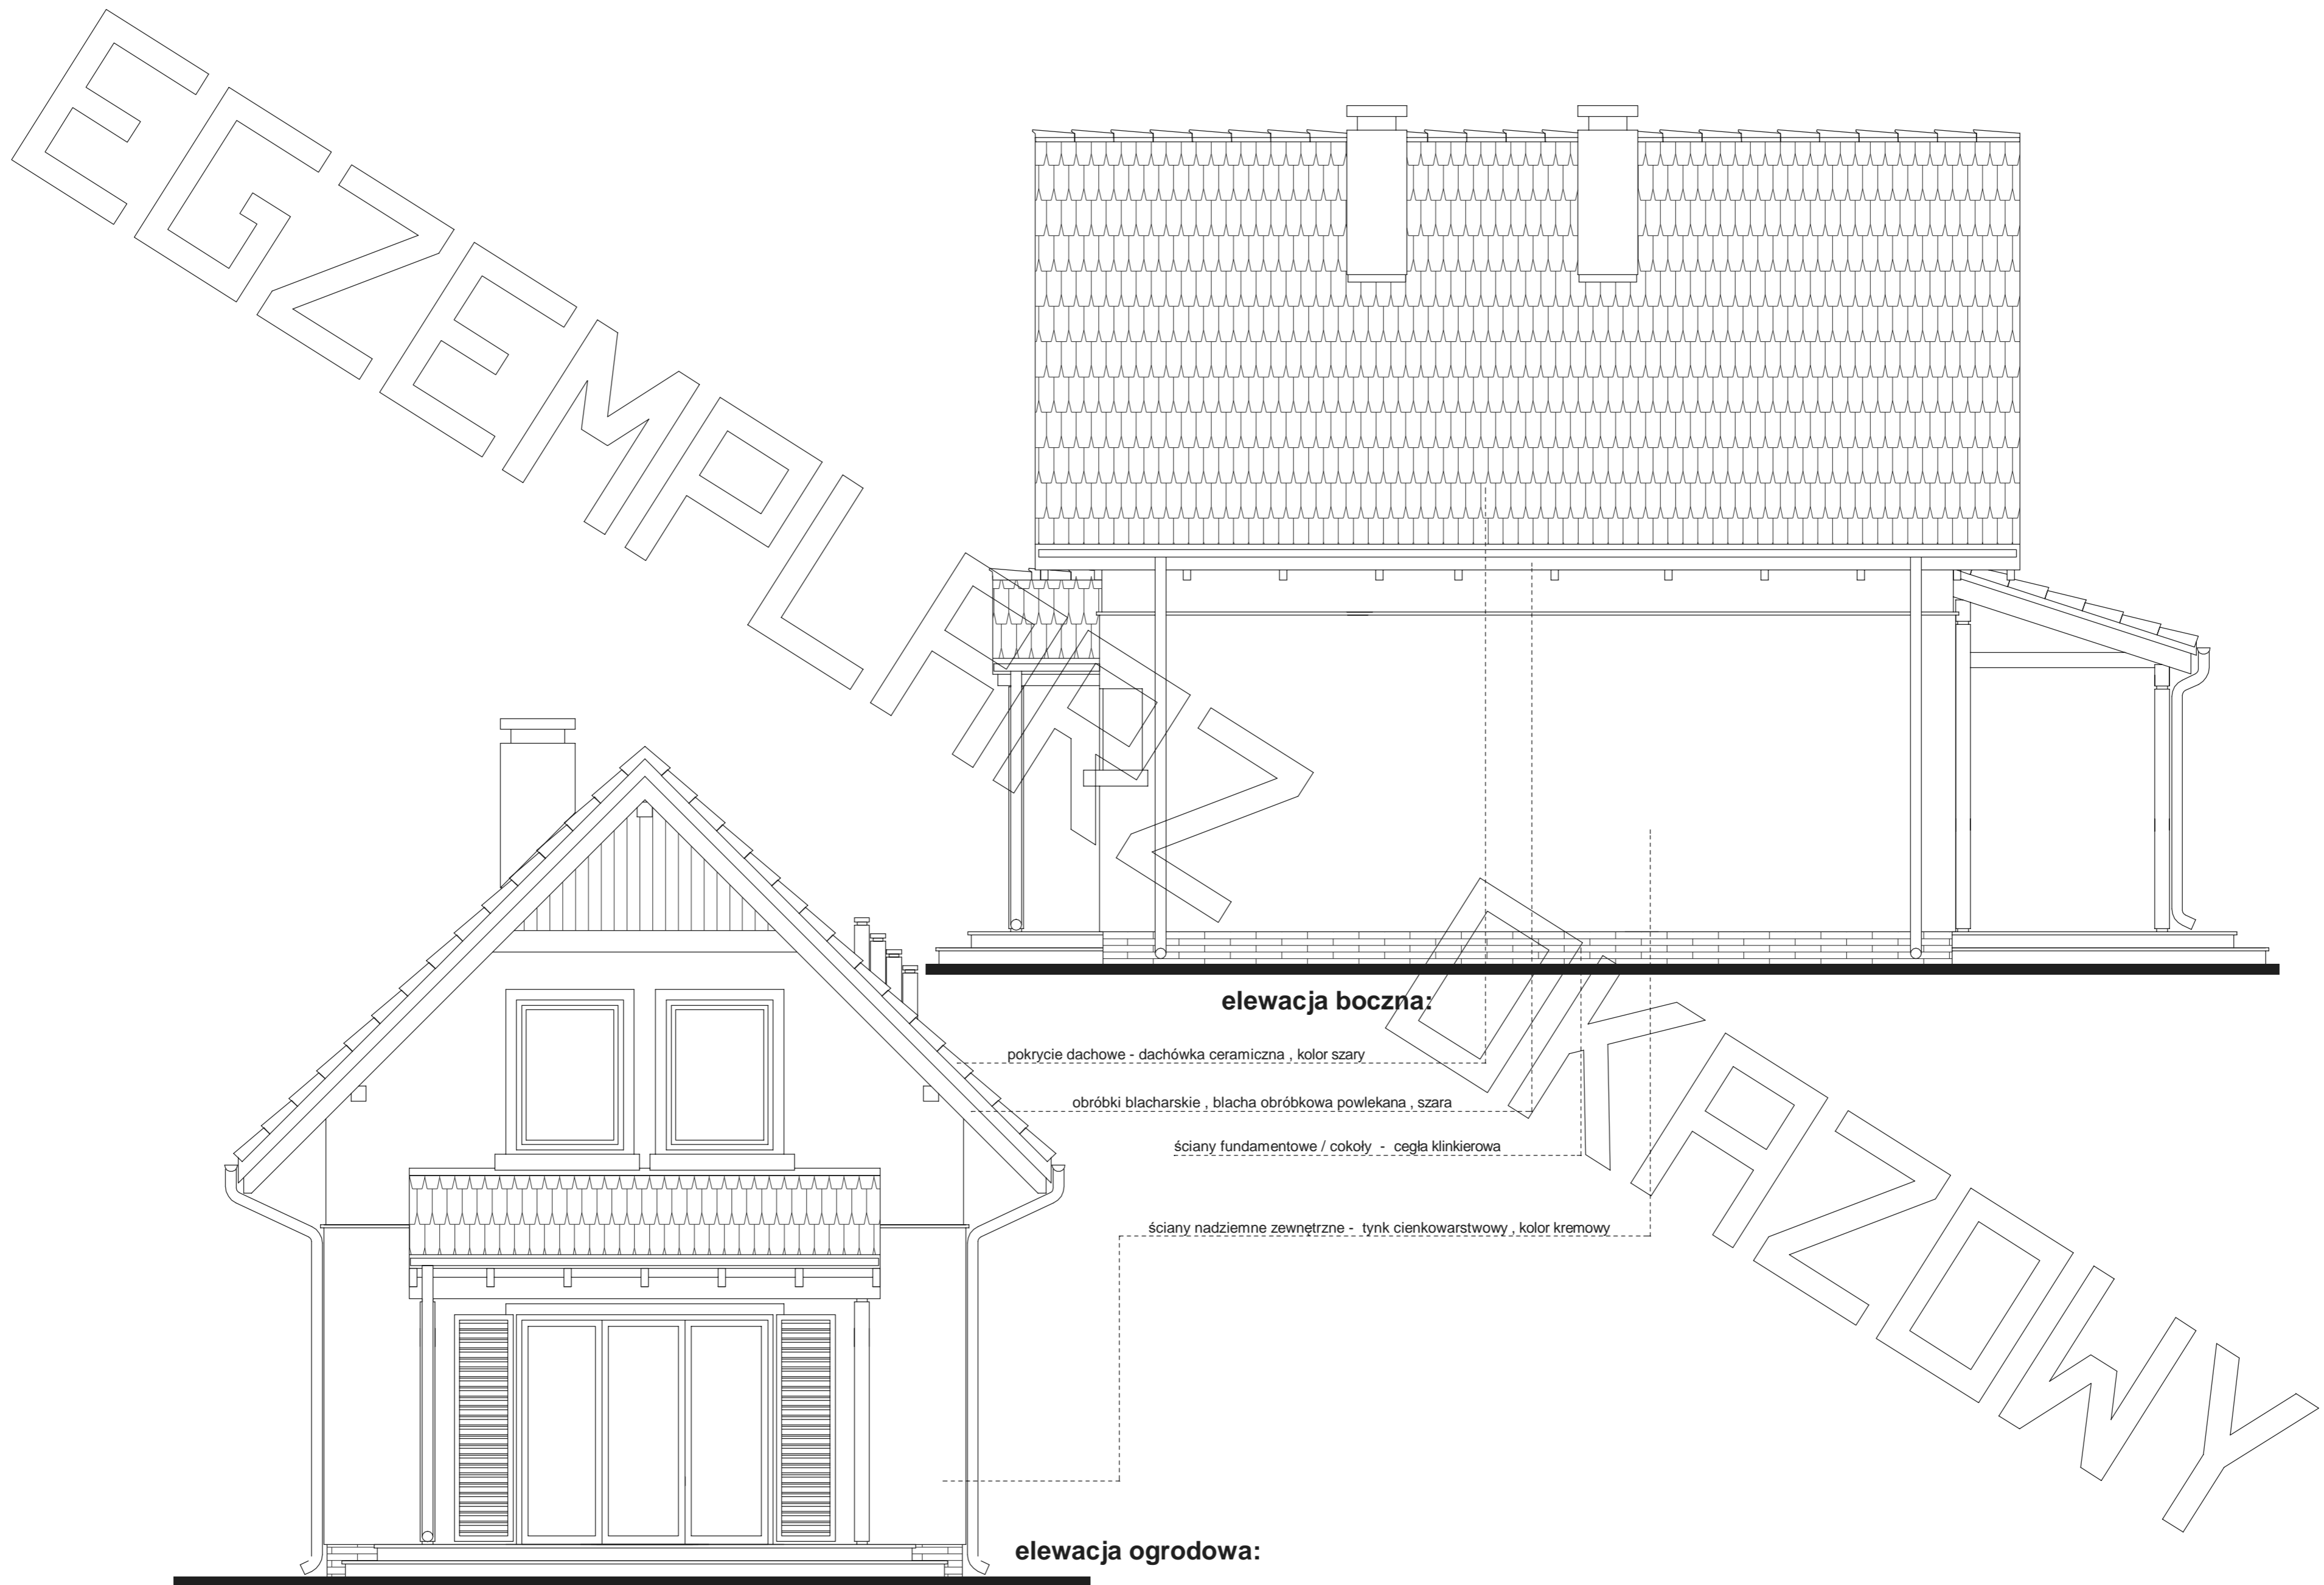 EGZEMPLARZ OKAZOWY
elewacja boczna:
pokrycie dachowe - dachówka ceramiczna , kolor szary
obróbki blacharskie , blacha obróbkowa powlekana , szara
ściany fundamentowe / cokoły - cegła klinkierowa
ściany nadziemne zewnętrzne - tynk cienkowarstwowy , kolor kremowy
elewacja ogrodowa: